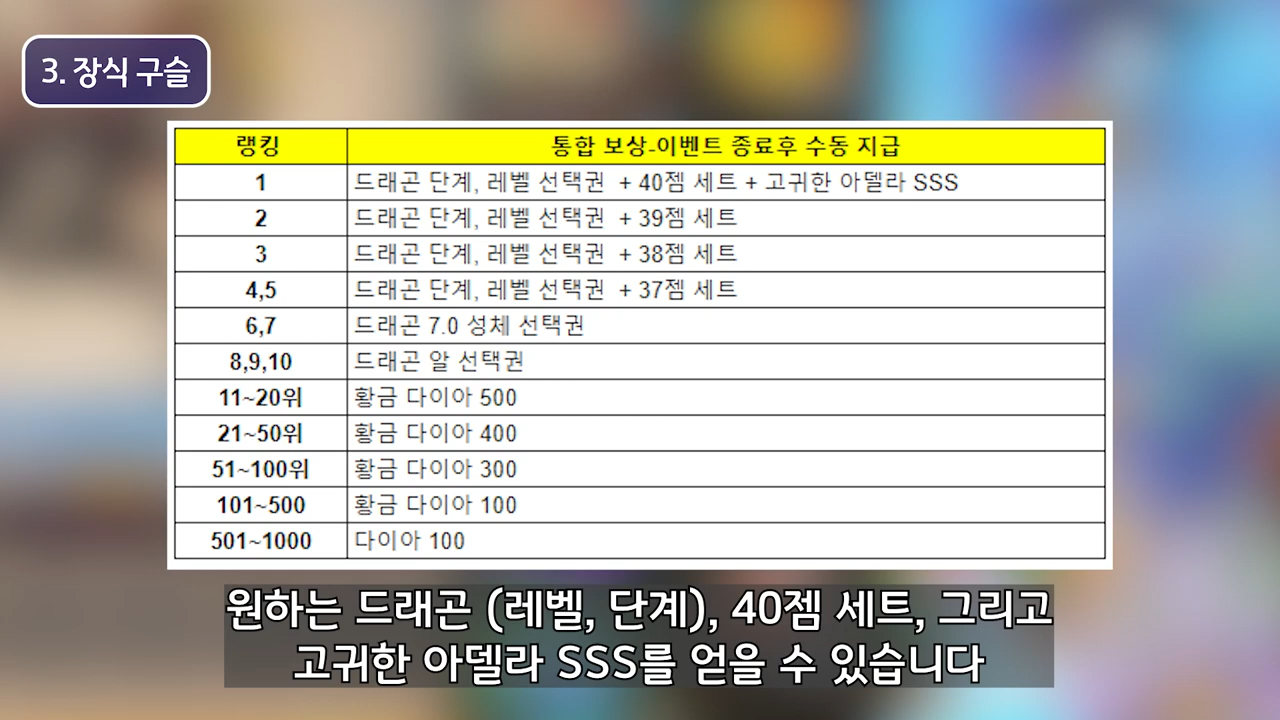 3. 장식 구슬
랭킹 통합 보상-이벤트 종료후 수동 지급
1 드래곤 단계, 레벨 선택권 + 40젬 세트 + 고귀한 아델라 SSS
2 드래곤 단계, 레벨 선택권 + 39젬 세트
3 드래곤 단계, 레벨 선택권 + 38젬 세트
4,5 드래곤 단계, 레벨 선택권 + 37젬 세트
6,7 드래곤 7.0 성체 선택권
8,9,10 드래곤 알 선택권
11~20위 황금 다이아 500
21~50위 황금 다이아 400
51~100위 황금 다이아 300
101~500 황금 다이아 100
501~1000 다이아 100
원하는 드래곤 (레벨, 단계), 40젬 세트, 그리고
고귀한 아델라 SSS를 얻을 수 있습니다